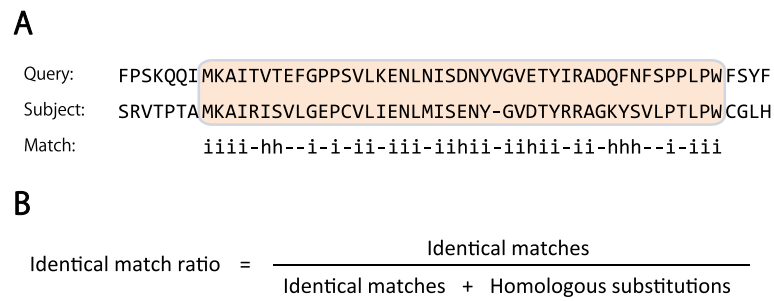 A
Query: FPSKQQIMKAITVTEFGPPSVLKENLNISDNYVGVETYIRADQFNFSPPLPWFSYF
Subject: SRVTPTAMKAIRISVLGEPCVLIENLMISENY-GVDTYRRAGKYSVLPTLPWCGLH
Match: iiii-hh--i-i-ii-iii-iihii-iihii-ii-hhh--i-iii
B
Identical match ratio =
Identical matches
Identical matches + Homologous substitutions